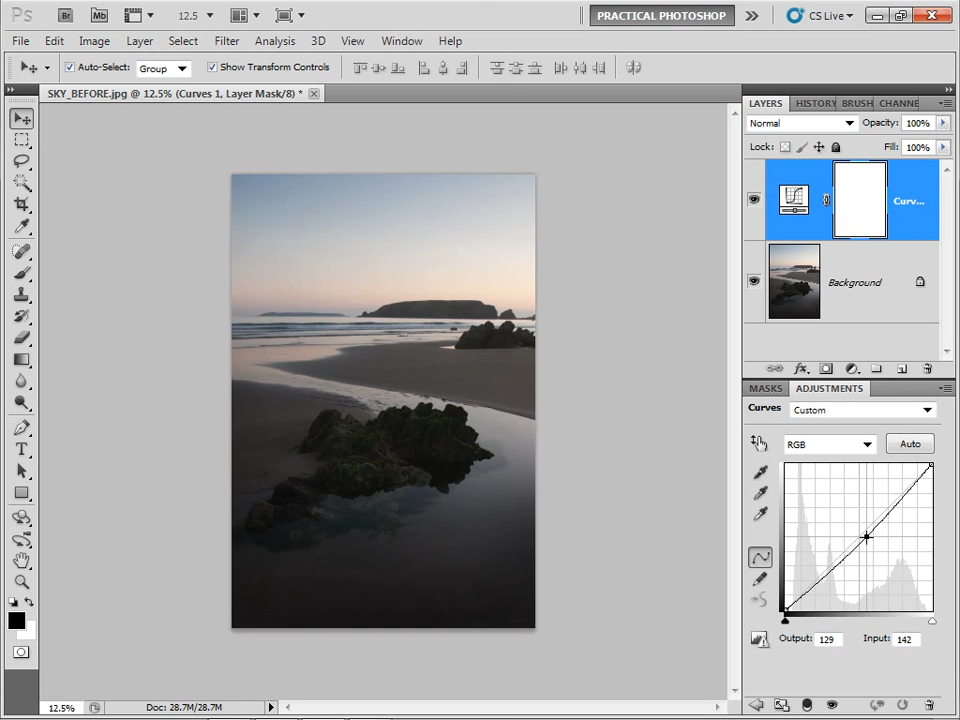 Ps Br Mb 12.5 PRACTICAL PHOTOSHOP CS Live
File Edit Image Layer Select Filter Analysis 3D View Window Help
Auto-Select: Group Show Transform Controls
SKY_BEFORE.jpg @ 12.5% (Curves 1, Layer Mask/8) *
LAYERS HISTORY BRUSH CHANNE
Normal Opacity: 100%
Lock: Fill: 100%
Curv...
Background
MASKS ADJUSTMENTS
Curves Custom
RGB Auto
Output: 129 Input: 142
12.5% Doc: 28.7M/28.7M